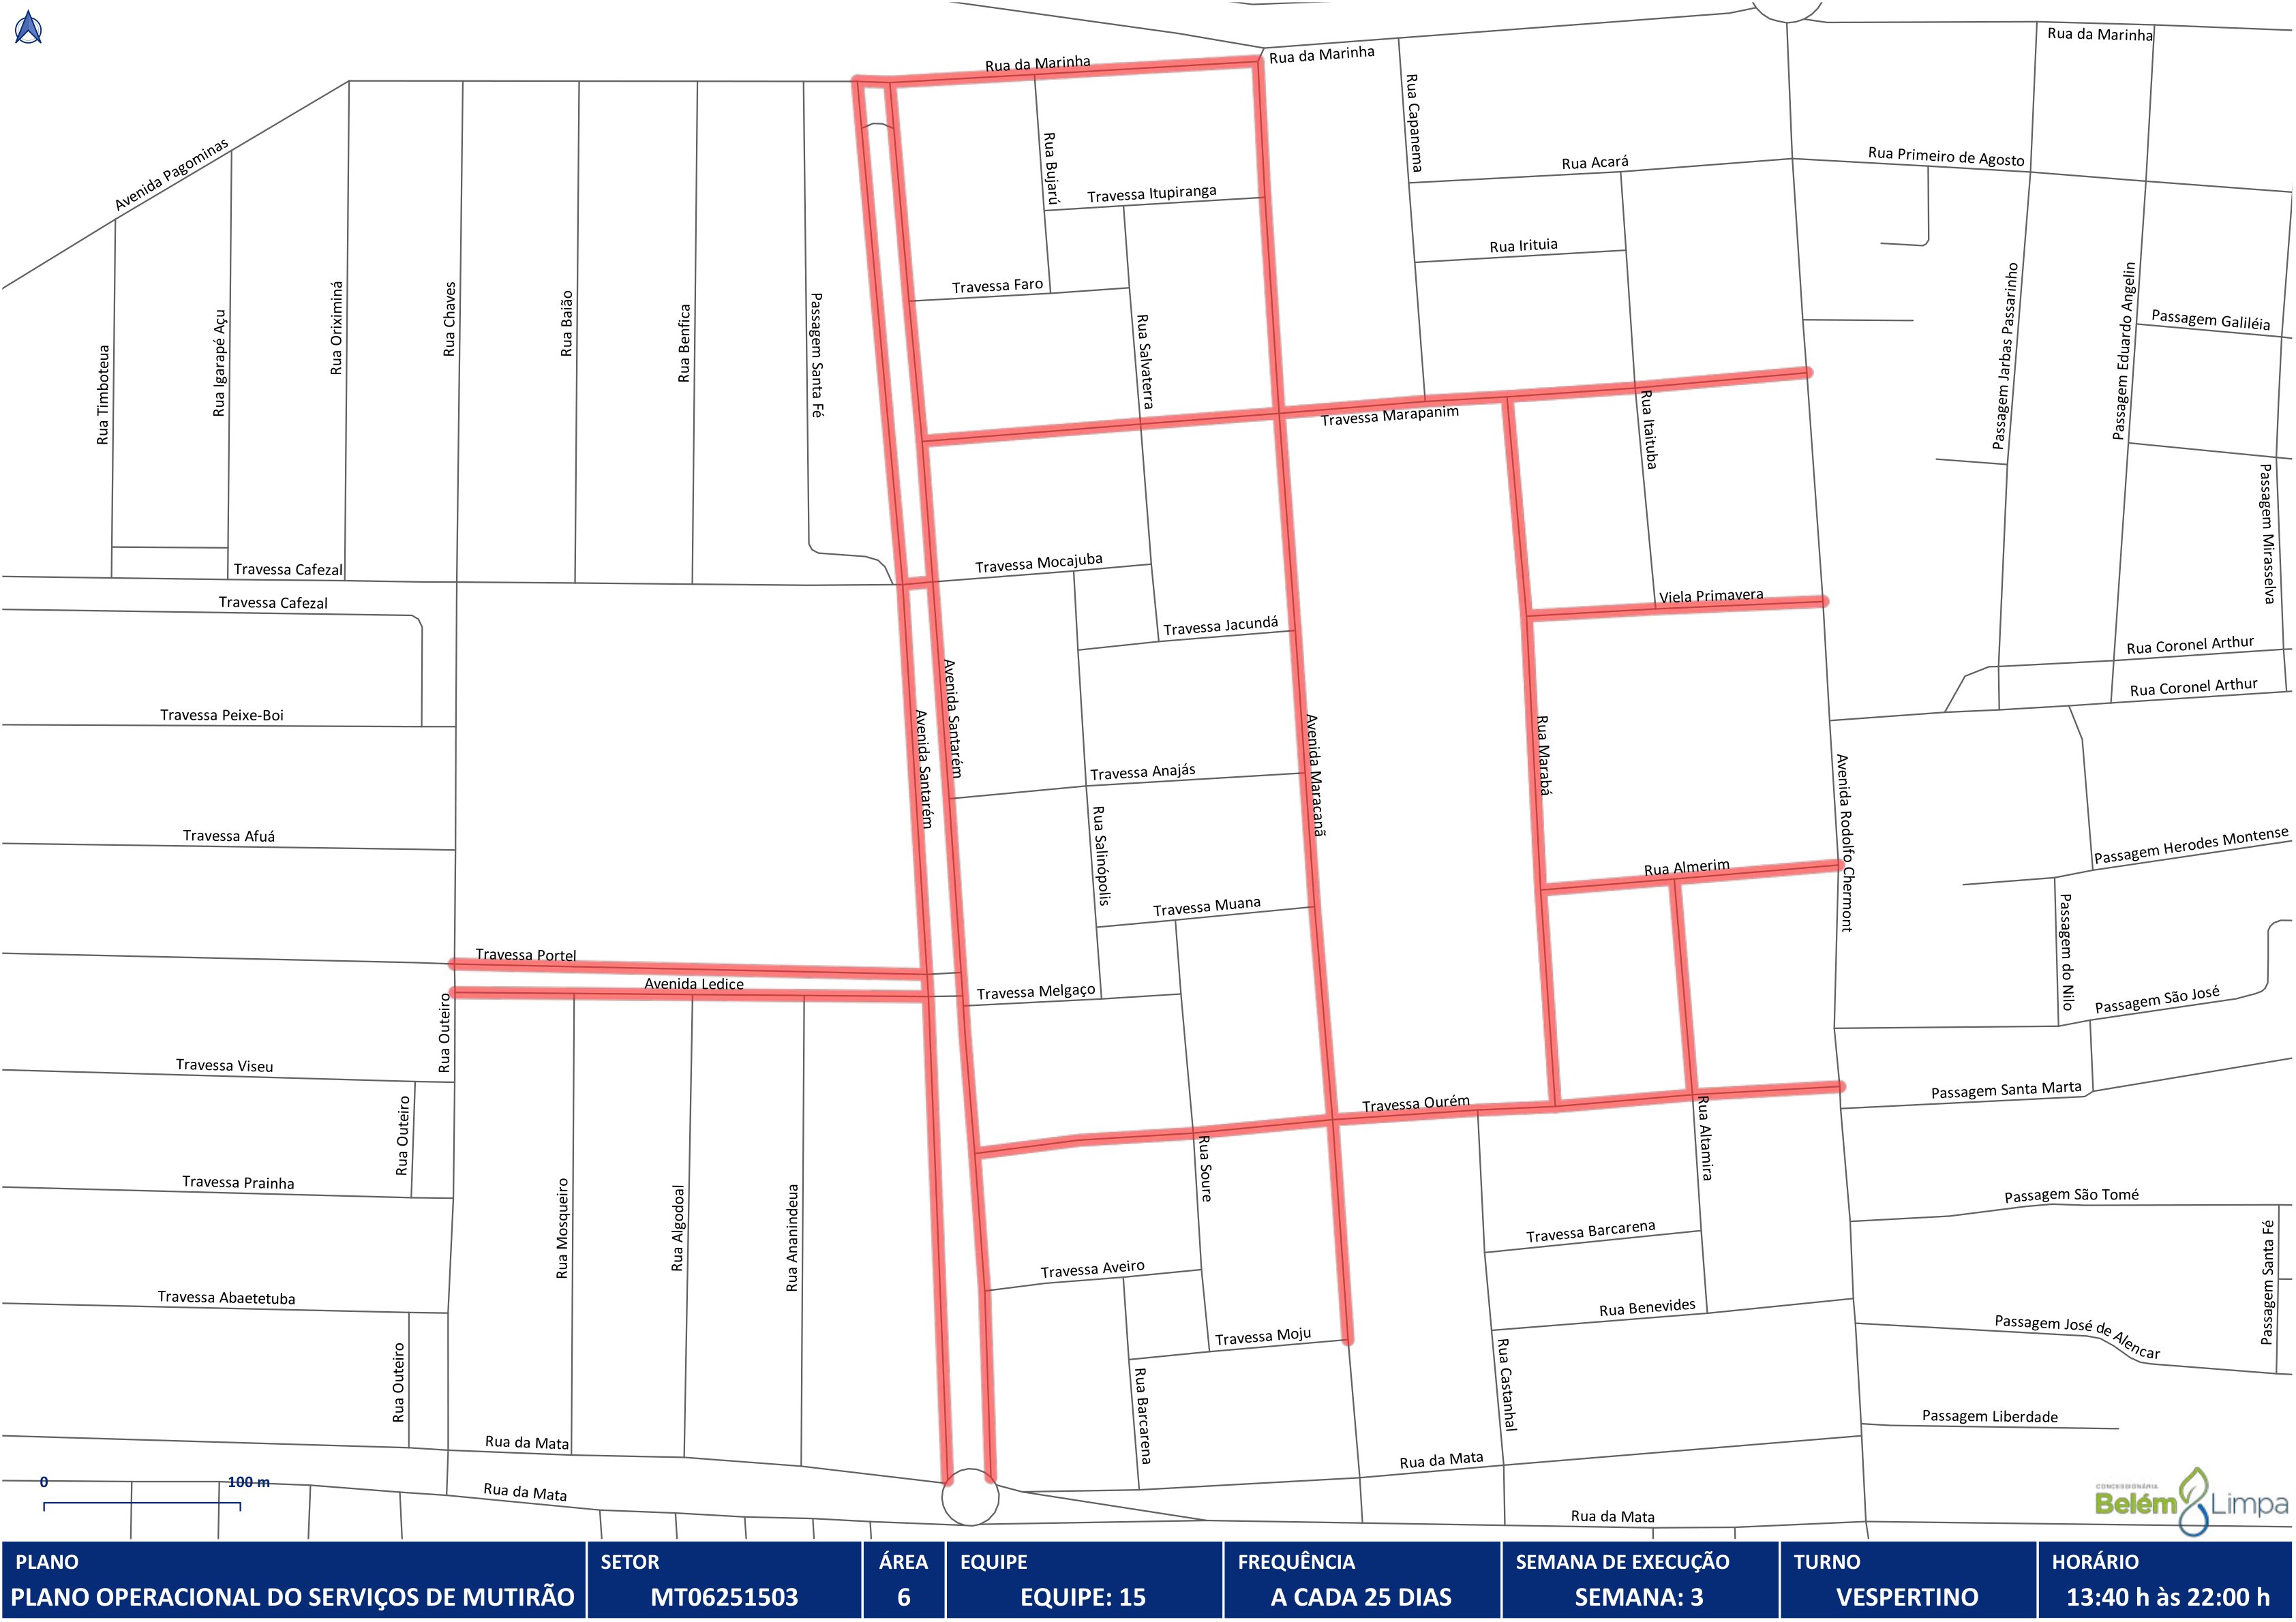 Rua da Marinha
Rua da Marinha
Rua da Marinha
Avenida Pagominas
Rua Capanema
Rua Bujarú
Rua Acará
Rua Primeiro de Agosto
Travessa Itupiranga
Rua Irituia
Travessa Faro
Rua Timboteua
Rua Igarapé Açu
Rua Oriximiná
Rua Chaves
Rua Baião
Rua Benfica
Passagem Santa Fé
Rua Salvaterra
Passagem Jarbas Passarinho
Passagem Eduardo Angelin
Passagem Galiléia
Travessa Marapanim
Rua Itaituba
Passagem Mirasselva
Travessa Cafezal
Travessa Cafezal
Travessa Mocajuba
Viela Primavera
Travessa Jacundá
Rua Coronel Arthur
Rua Coronel Arthur
Travessa Peixe-Boi
Avenida Santarém
Avenida Santarém
Avenida Maracanã
Rua Marabá
Avenida Rodolfo Chermont
Travessa Anajás
Travessa Afuá
Rua Salinópolis
Rua Almerim
Passagem Herodes Montense
Travessa Muana
Passagem do Nilo
Travessa Portel
Avenida Ledice
Travessa Melgaço
Passagem São José
Rua Outeiro
Travessa Viseu
Travessa Ourém
Passagem Santa Marta
Rua Outeiro
Rua Soure
Rua Altamira
Travessa Prainha
Rua Mosqueiro
Rua Algodoal
Rua Ananindeua
Passagem São Tomé
Passagem Santa Fé
Travessa Barcarena
Travessa Aveiro
Travessa Abaetetuba
Rua Benevides
Passagem José de Alencar
Travessa Moju
Rua Outeiro
Rua Barcarena
Rua Castanhal
Passagem Liberdade
Rua da Mata
Rua da Mata
Rua da Mata
Rua da Mata
0 100 m
CONCESSIONÁRIA
Belém Limpa
PLANO
PLANO OPERACIONAL DO SERVIÇOS DE MUTIRÃO
SETOR
MT06251503
ÁREA
6
EQUIPE
EQUIPE: 15
FREQUÊNCIA
A CADA 25 DIAS
SEMANA DE EXECUÇÃO
SEMANA: 3
TURNO
VESPERTINO
HORÁRIO
13:40 h às 22:00 h